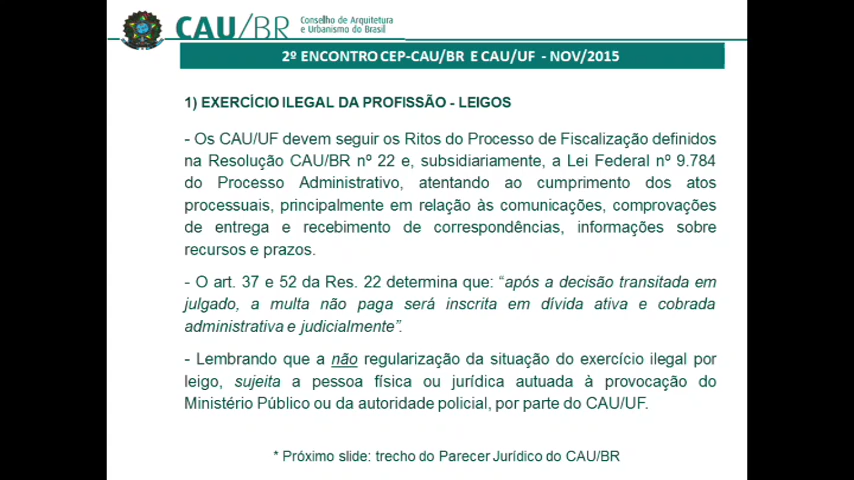 CAU/BR
Conselho de Arquitetura
e Urbanismo do Brasil
2º ENCONTRO CEP-CAU/BR E CAU/UF - NOV/2015
1) EXERCÍCIO ILEGAL DA PROFISSÃO - LEIGOS
- Os CAU/UF devem seguir os Ritos do Processo de Fiscalização definidos
na Resolução CAU/BR nº 22 e, subsidiariamente, a Lei Federal nº 9.784
do Processo Administrativo, atentando ao cumprimento dos atos
processuais, principalmente em relação às comunicações, comprovações
de entrega e recebimento de correspondências, informações sobre
recursos e prazos.
- O art. 37 e 52 da Res. 22 determina que: “após a decisão transitada em
julgado, a multa não paga será inscrita em dívida ativa e cobrada
administrativa e judicialmente”.
- Lembrando que a não regularização da situação do exercício ilegal por
leigo, sujeita a pessoa física ou jurídica autuada à provocação do
Ministério Público ou da autoridade policial, por parte do CAU/UF.
* Próximo slide: trecho do Parecer Jurídico do CAU/BR